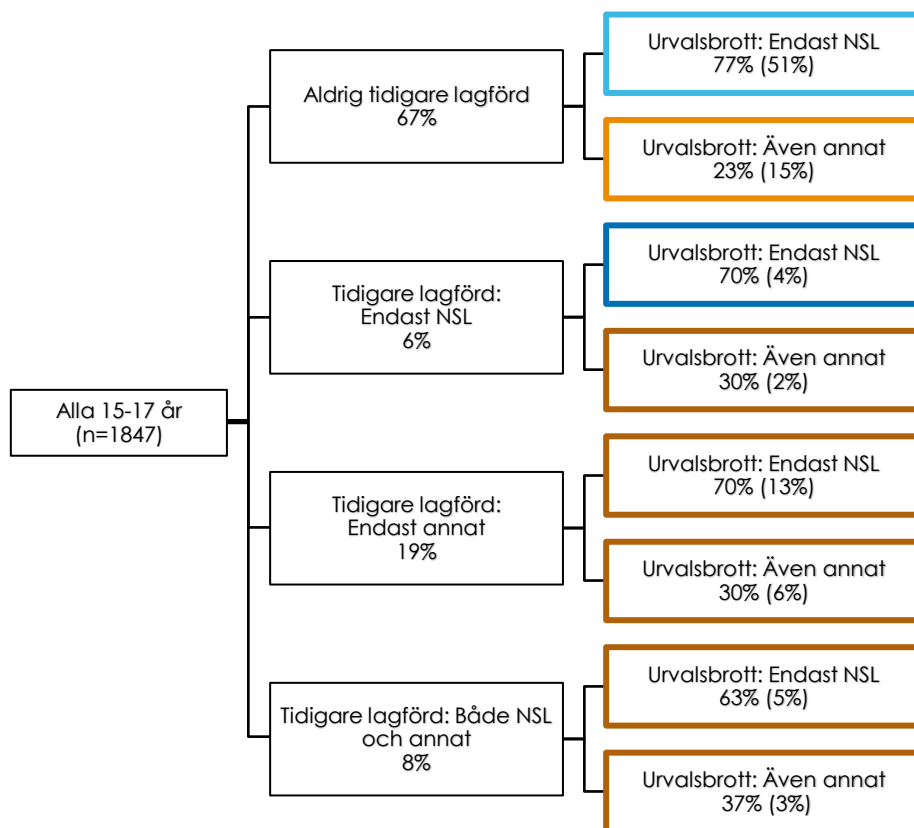 Alla 15-17 år
(n=1847)
Aldrig tidigare lagförd
67%
Urvalsbrott: Endast NSL
77% (51%)
Urvalsbrott: Även annat
23% (15%)
Tidigare lagförd:
Endast NSL
6%
Urvalsbrott: Endast NSL
70% (4%)
Urvalsbrott: Även annat
30% (2%)
Tidigare lagförd:
Endast annat
19%
Urvalsbrott: Endast NSL
70% (13%)
Urvalsbrott: Även annat
30% (6%)
Tidigare lagförd: Både NSL
och annat
8%
Urvalsbrott: Endast NSL
63% (5%)
Urvalsbrott: Även annat
37% (3%)